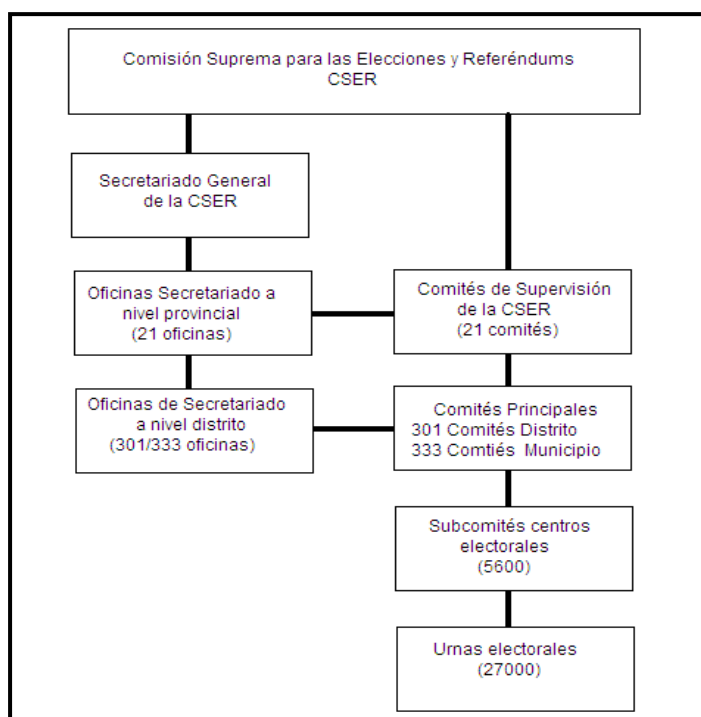 Comisión Suprema para las Elecciones y Referéndums
CSER
Secretariado General
de la CSER
Oficinas Secretariado a
nivel provincial
(21 oficinas)
Comités de Supervisión
de la CSER
(21 comités)
Oficinas de Secretariado
a nivel distrito
(301/333 oficinas)
Comités Principales
301 Comités Distrito
333 Comtiés Municipio
Subcomités centros
electorales
(5600)
Urnas electorales
(27000)